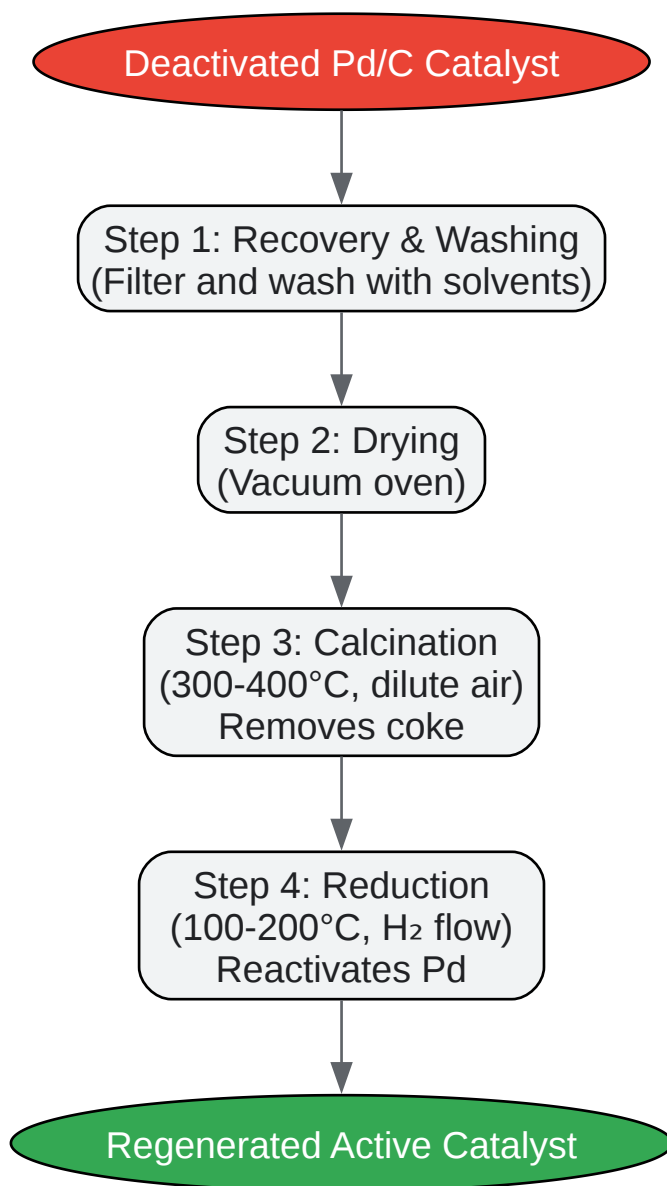 Deactivated Pd/C Catalyst
Step 1: Recovery & Washing
(Filter and wash with solvents)
Step 2: Drying
(Vacuum oven)
Step 3: Calcination
(300-400°C, dilute air)
Removes coke
Step 4: Reduction
(100-200°C, H₂ flow)
Reactivates Pd
Regenerated Active Catalyst